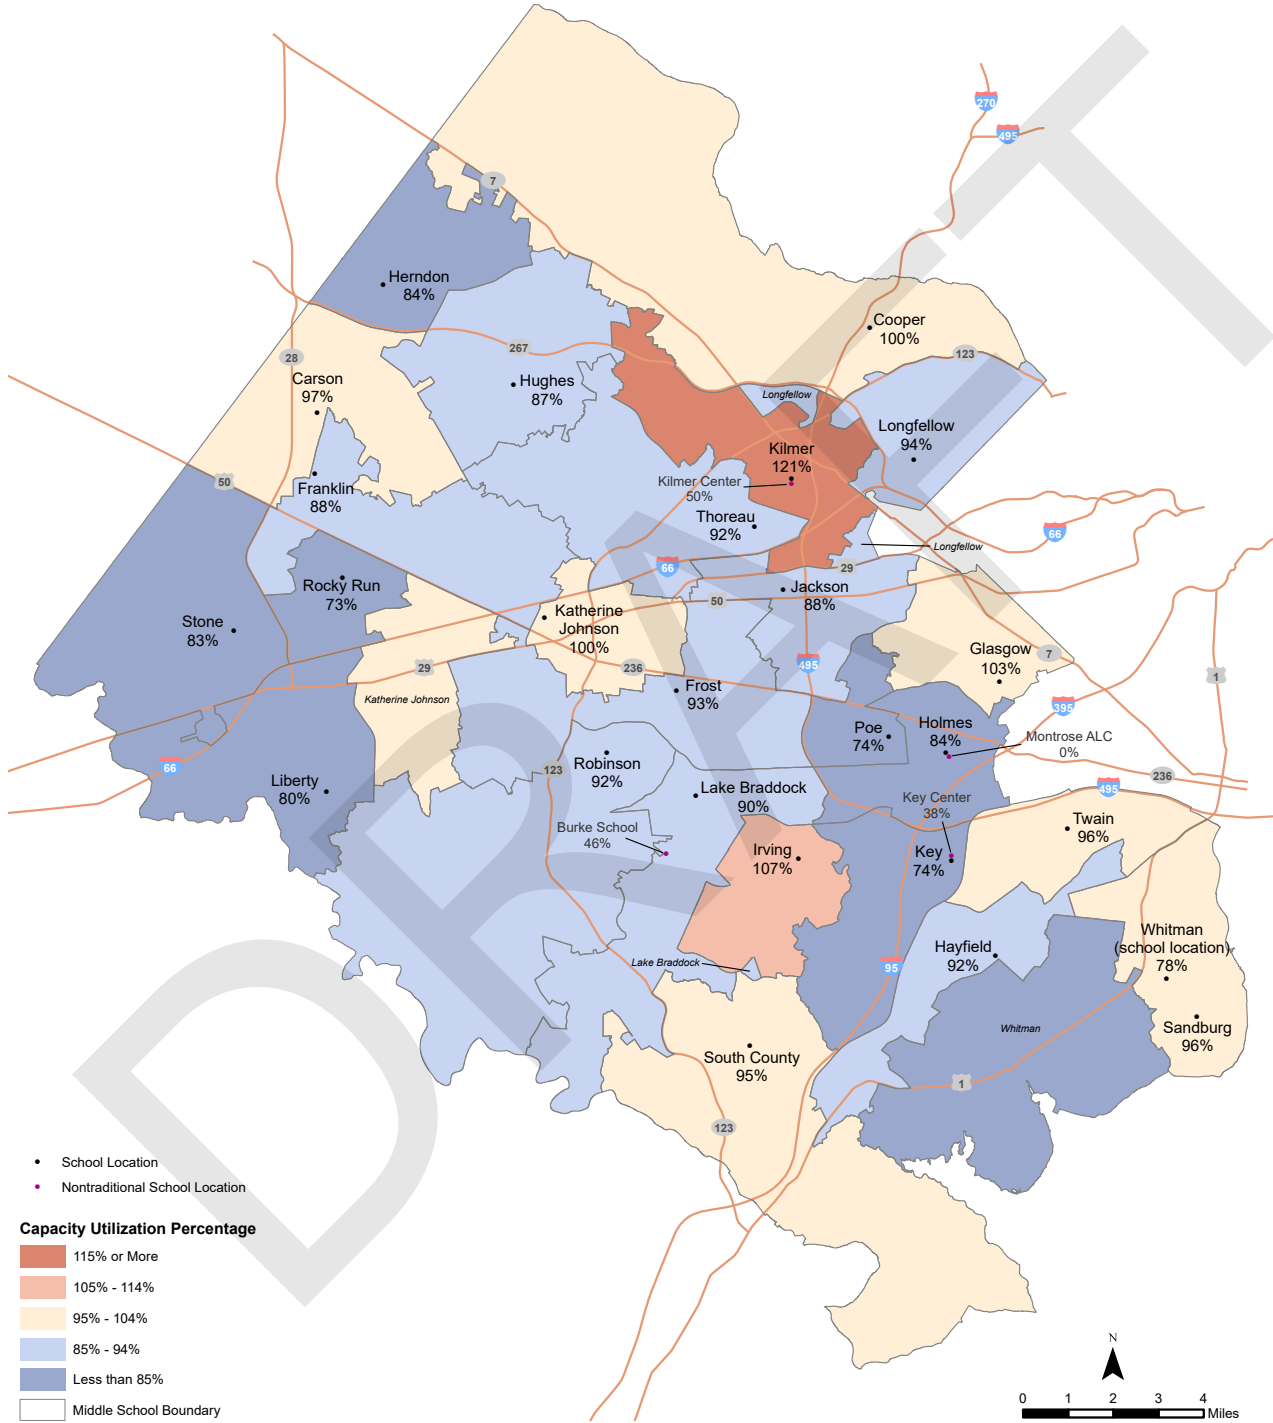 270
495
7
Herndon
84%
Cooper
100%
267
123
28
Carson
97%
Hughes
87%
Longfellow
Longfellow
94%
Kilmer
121%
Kilmer Center
50%
50
Franklin
88%
Thoreau
92%
66
Longfellow
66
29
Rocky Run
73%
Jackson
88%
50
Katherine
Johnson
100%
Stone
83%
Glasgow
103%
7
495
236
29
1
Katherine Johnson
Frost
93%
395
Poe
74%
Holmes
84%
Montrose ALC
0%
66
123
Robinson
92%
236
Liberty
80%
Lake Braddock
90%
495
Key Center
38%
Burke School
46%
Twain
96%
Irving
107%
Key
74%
Whitman
(school location)
78%
Hayfield
92%
Lake Braddock
95
Whitman
Sandburg
96%
South County
95%
1
123
DRAFT
School Location
Nontraditional School Location
Capacity Utilization Percentage
115% or More
105% - 114%
95% - 104%
85% - 94%
Less than 85%
Middle School Boundary
N
0 1 2 3 4
Miles